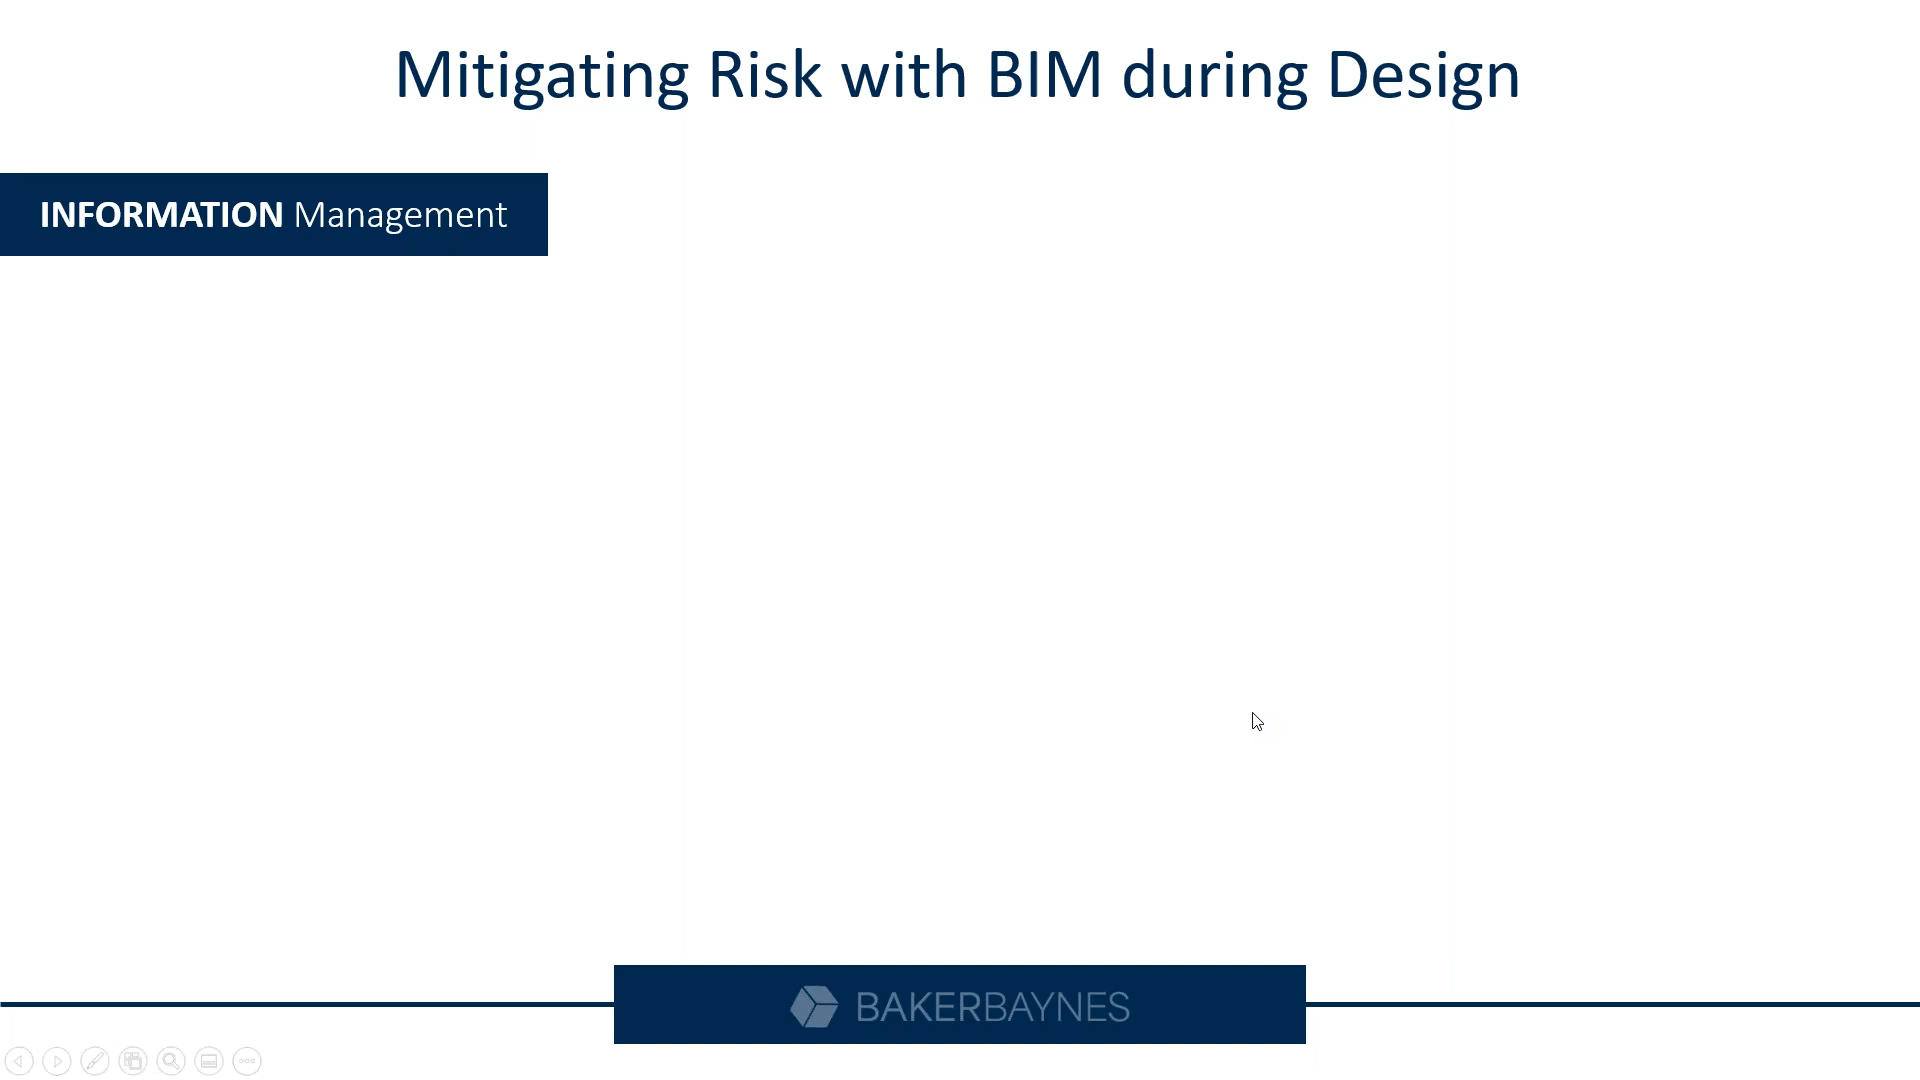 Mitigating Risk with BIM during Design
INFORMATION Management
BAKERBAYNES